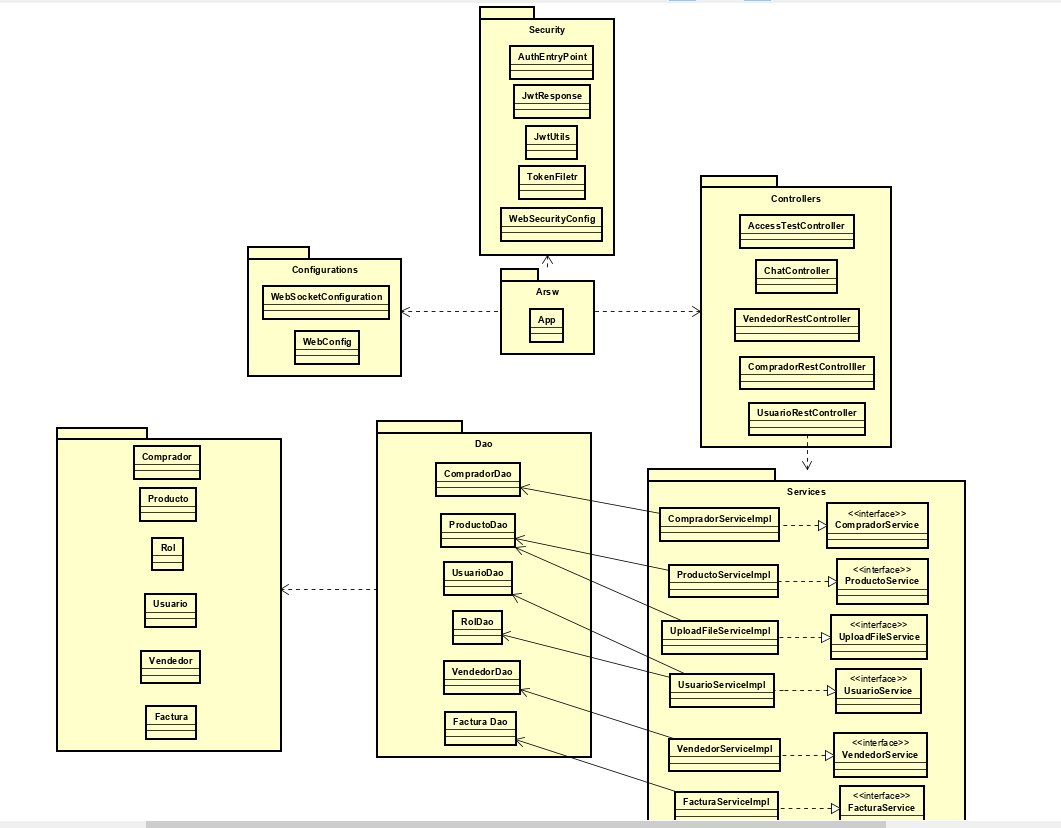 Security
AuthEntryPoint
JwtResponse
JwtUtils
TokenFiletr
WebSecurityConfig
Controllers
AccessTestController
ChatController
VendedorRestController
CompradorRestControlller
UsuarioRestController
Configurations
WebSocketConfiguration
WebConfig
Arsw
App
Comprador
Producto
Rol
Usuario
Vendedor
Factura
Dao
CompradorDao
ProductoDao
UsuarioDao
RolDao
VendedorDao
Factura Dao
Services
CompradorServiceImpl
<<interface>>
CompradorService
ProductoServiceImpl
<<interface>>
ProductoService
UploadFileServiceImpl
<<interface>>
UploadFileService
UsuarioServiceImpl
<<interface>>
UsuarioService
VendedorServiceImpl
<<interface>>
VendedorService
FacturaServiceImpl
<<interface>>
FacturaService